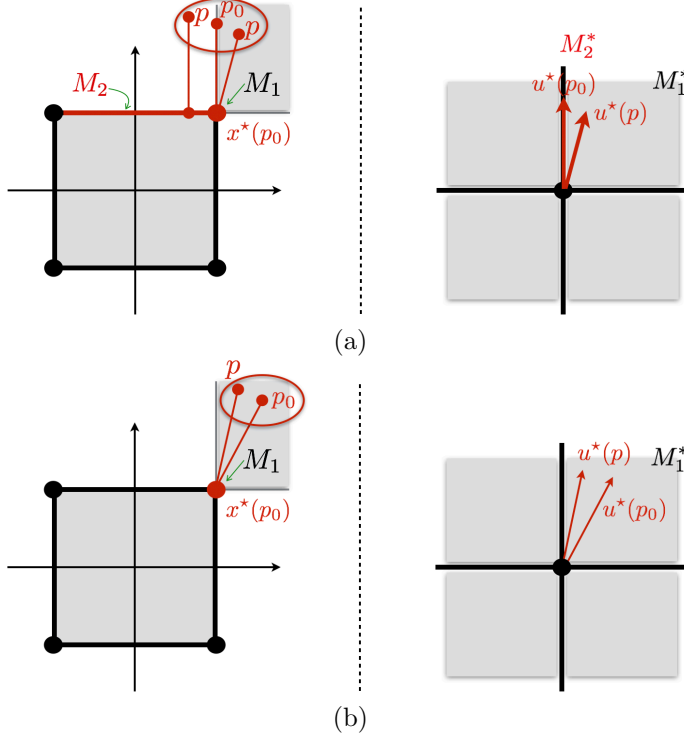 p p₀ p
M₂ M₁
x⋆(p₀)
M₂*
M₁*
u⋆(p₀)
u⋆(p)
(a)
p
p₀
M₁
x⋆(p₀)
M₁*
u⋆(p)
u⋆(p₀)
(b)